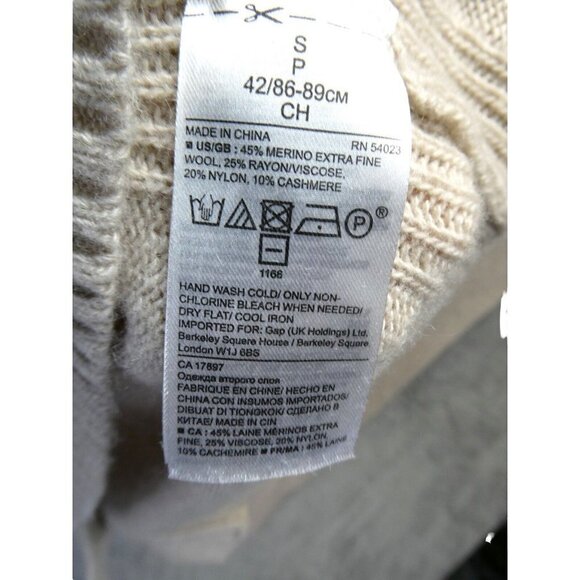 S
P
42/86-89CM
CH
MADE IN CHINA RN 54023
■ US/GB : 45% MERINO EXTRA FINE
WOOL, 25% RAYON/VISCOSE,
20% NYLON, 10% CASHMERE
P ®
1166
HAND WASH COLD/ ONLY NON-
CHLORINE BLEACH WHEN NEEDED/
DRY FLAT/ COOL IRON
IMPORTED FOR: Gap (UK Holdings) Ltd.
Berkeley Square House / Berkeley Square
London W1J 6BS
CA 17897
Одежда второго слоя
FABRIQUE EN CHINE/ HECHO EN
CHINA CON INSUMOS IMPORTADOS/
DIBUAT DI TIONGKOK/ СДЕЛАНО В
КИТАЕ/ MADE IN CIN
■ CA : 45% LAINE MÉRINOS EXTRA
FINE, 25% VISCOSE, 20% NYLON,
10% CACHEMIRE ■ FR/MA : 45% LAINE